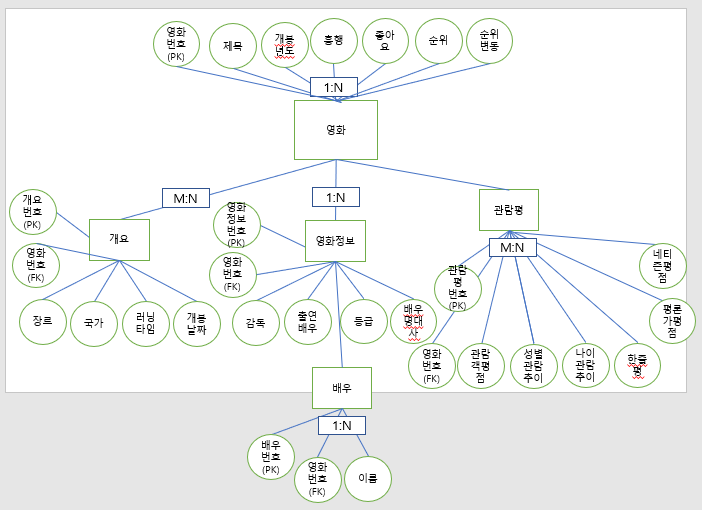 영화
번호
(PK)
제목
개봉
년도
흥행
좋아
요
순위
순위
변동
1:N
영화
M:N
1:N
개요
번호
(PK)
영화
번호
(FK)
개요
장르
국가
러닝
타임
개봉
날짜
영화
정보
번호
(PK)
영화
번호
(FK)
영화정보
감독
출연
배우
등급
배우
명대
사
관람평
M:N
관람
평
번호
(PK)
영화
번호
(FK)
관람
객평
점
성별
관람
추이
나이
관람
추이
한줄
평
네티
즌평
점
평론
가평
점
배우
1:N
배우
번호
(PK)
영화
번호
(FK)
이름